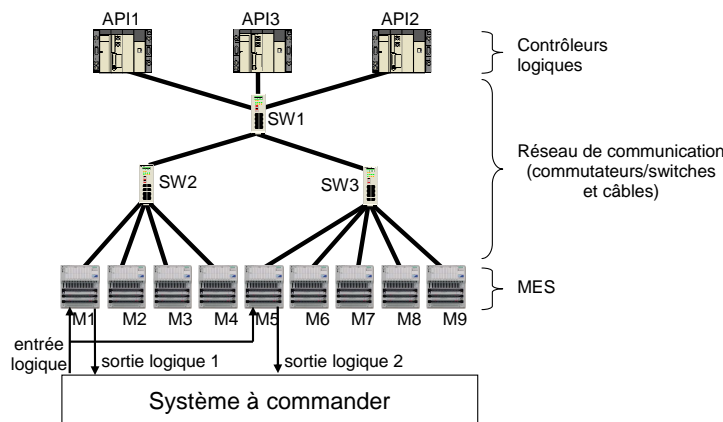 API1
API3
API2
Contrôleurs
logiques
SW1
SW2
SW3
Réseau de communication
(commutateurs/switches
et câbles)
M1
M2
M3
M4
M5
M6
M7
M8
M9
MES
entrée
logique
sortie logique 1
sortie logique 2
Système à commander